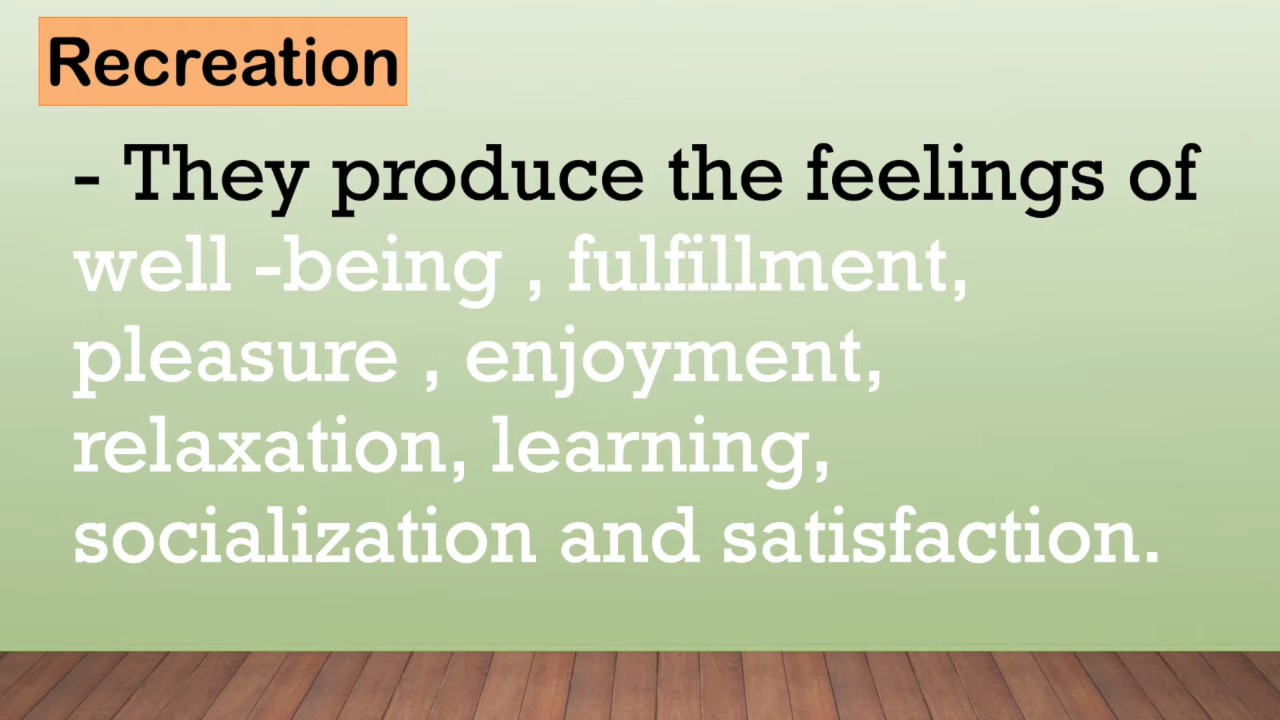 Recreation
- They produce the feelings of
well -being , fulfillment,
pleasure , enjoyment,
relaxation, learning,
socialization and satisfaction.